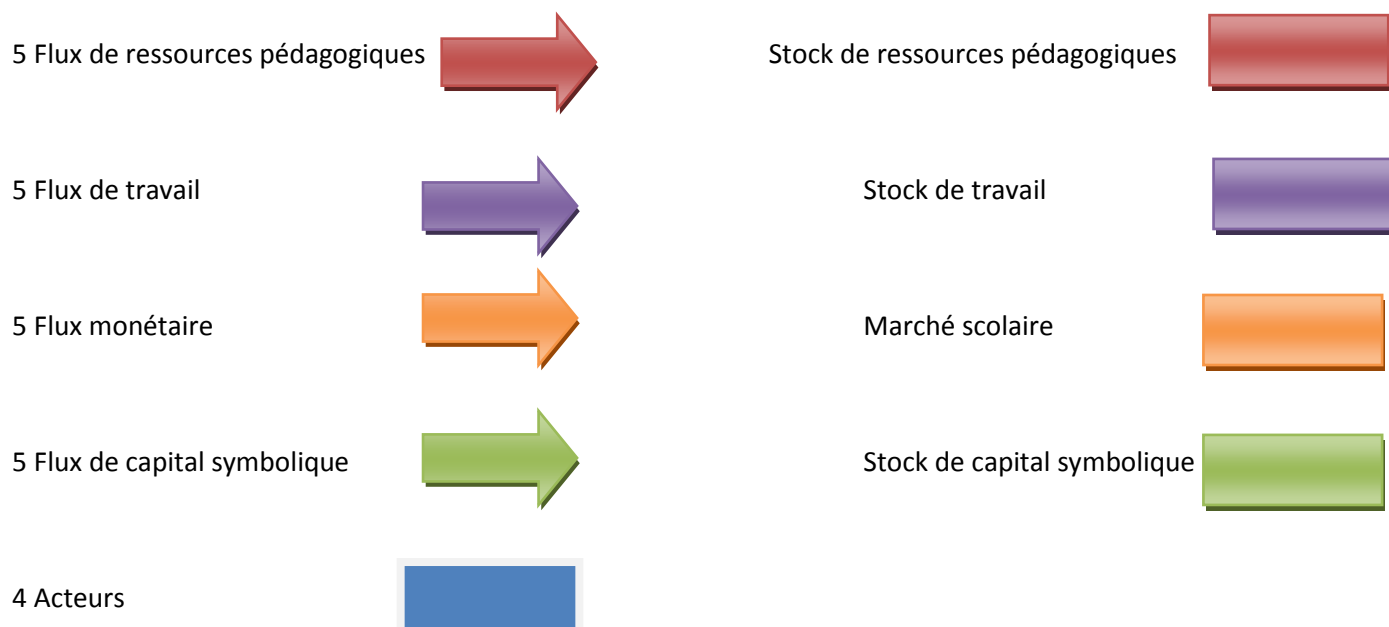 5 Flux de ressources pédagogiques
Stock de ressources pédagogiques
5 Flux de travail
Stock de travail
5 Flux monétaire
Marché scolaire
5 Flux de capital symbolique
Stock de capital symbolique
4 Acteurs